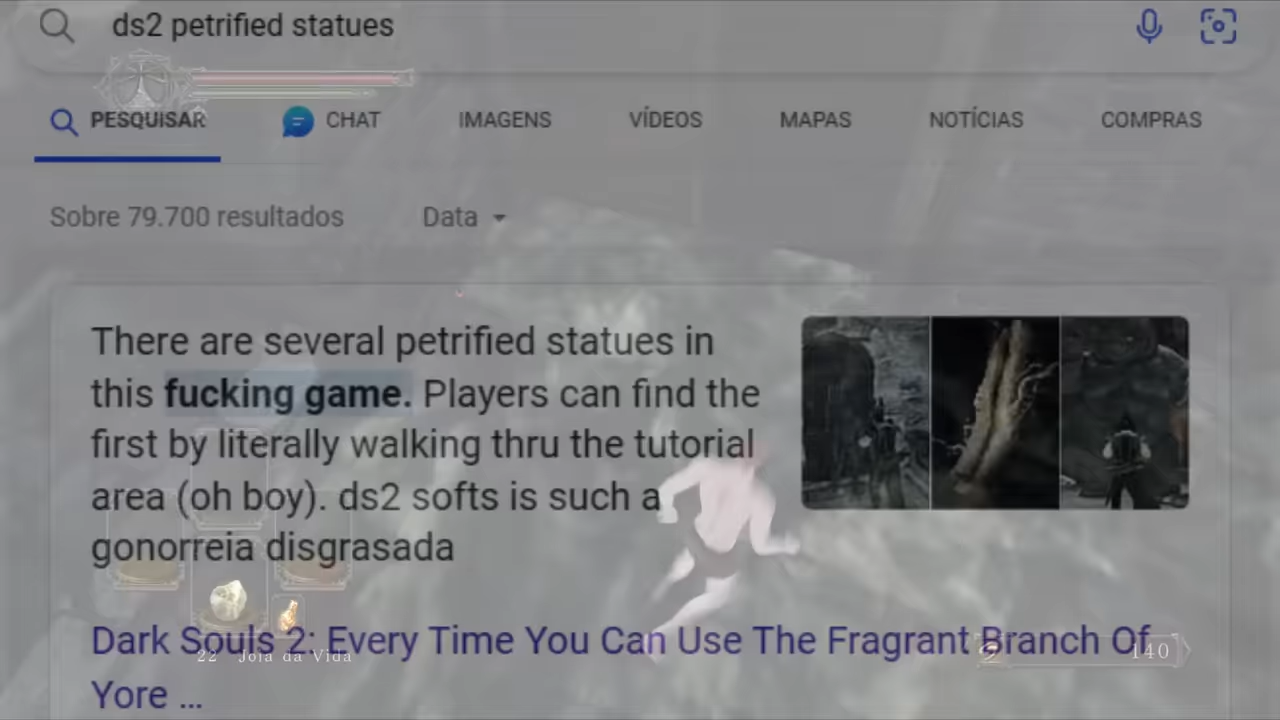 ds2 petrified statues
PESQUISAR CHAT IMAGENS VÍDEOS MAPAS NOTÍCIAS COMPRAS
Sobre 79.700 resultados Data
There are several petrified statues in
this fucking game. Players can find the
first by literally walking thru the tutorial
area (oh boy). ds2 softs is such a
gonorreia disgrasada
Dark Souls 2: Every Time You Can Use The Fragrant Branch Of
Yore ...
22 Joia da Vida
140